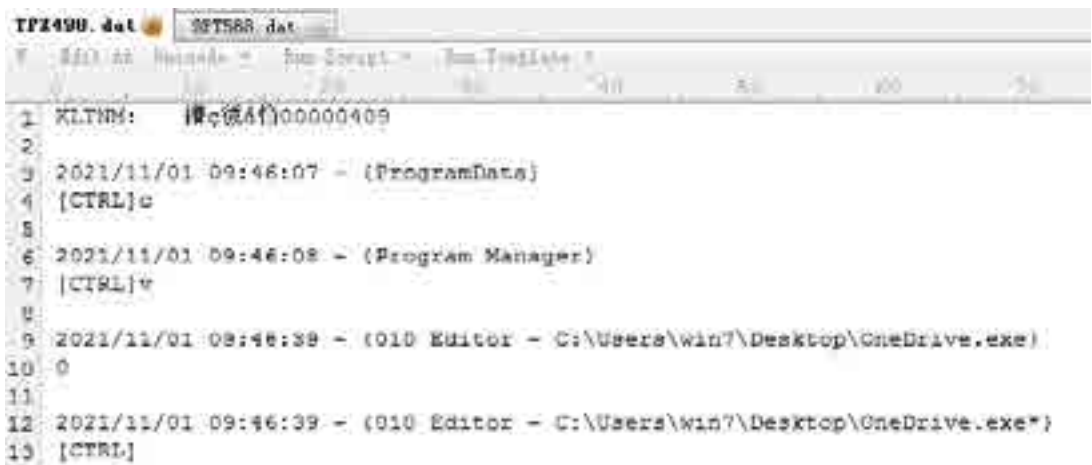 TPX498.dat SFT588.dat
Edit As Run Script Run Template
1 KLTNM: 00000409
2
3 2021/11/01 09:46:07 - (ProgramData)
4 [CTRL]c
5
6 2021/11/01 09:46:08 - (Program Manager)
7 [CTRL]v
8
9 2021/11/01 09:46:39 - (010 Editor - C:\Users\win7\Desktop\OneDrive.exe)
10 0
11
12 2021/11/01 09:46:39 - (010 Editor - C:\Users\win7\Desktop\OneDrive.exe*)
13 [CTRL]